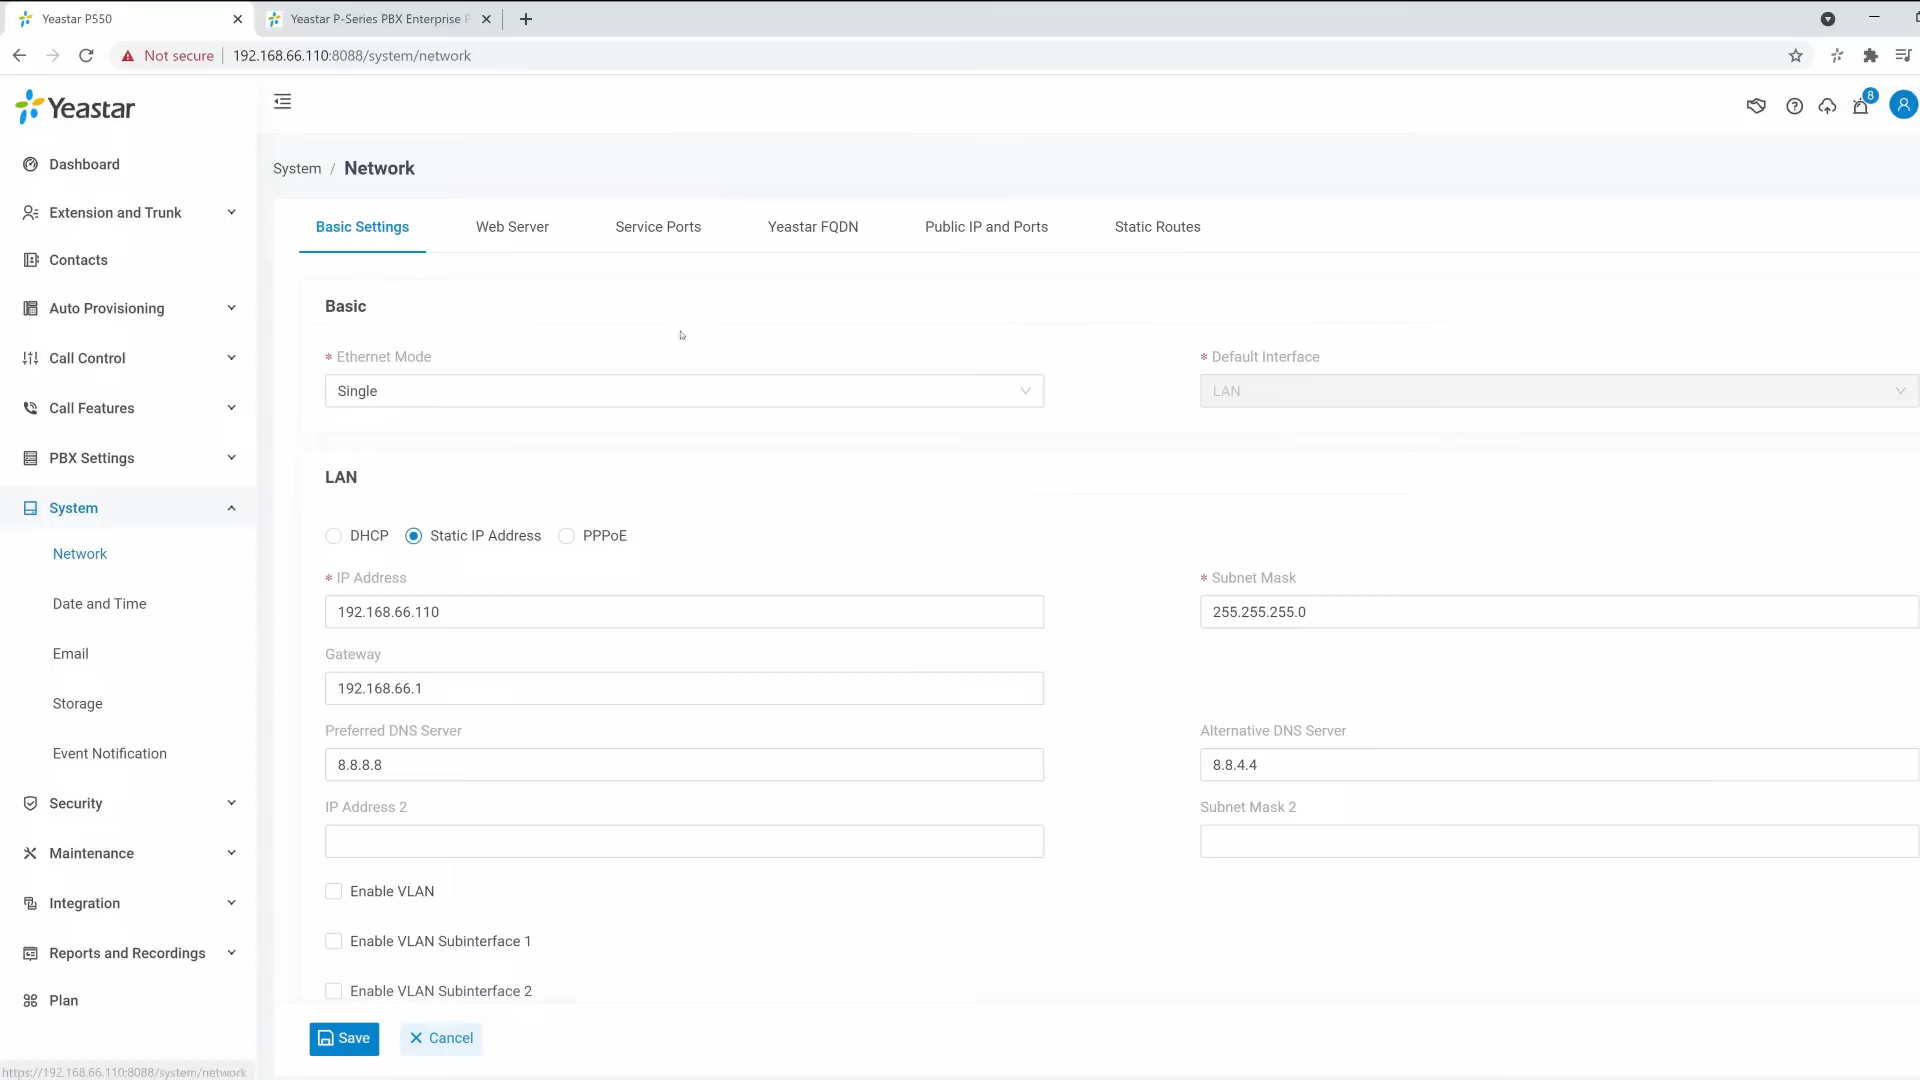 Yeastar P550
Yeastar P-Series PBX Enterprise P
Not secure
192.168.66.110:8088/system/network
Yeastar
8
Dashboard
Extension and Trunk
Contacts
Auto Provisioning
Call Control
Call Features
PBX Settings
System
Network
Date and Time
Email
Storage
Event Notification
Security
Maintenance
Integration
Reports and Recordings
Plan
System / Network
Basic Settings
Web Server
Service Ports
Yeastar FQDN
Public IP and Ports
Static Routes
Basic
* Ethernet Mode
Single
* Default Interface
LAN
LAN
DHCP
Static IP Address
PPPoE
* IP Address
192.168.66.110
* Subnet Mask
255.255.255.0
Gateway
192.168.66.1
Preferred DNS Server
8.8.8.8
Alternative DNS Server
8.8.4.4
IP Address 2
Subnet Mask 2
Enable VLAN
Enable VLAN Subinterface 1
Enable VLAN Subinterface 2
Save
Cancel
https://192.168.66.110:8088/system/network